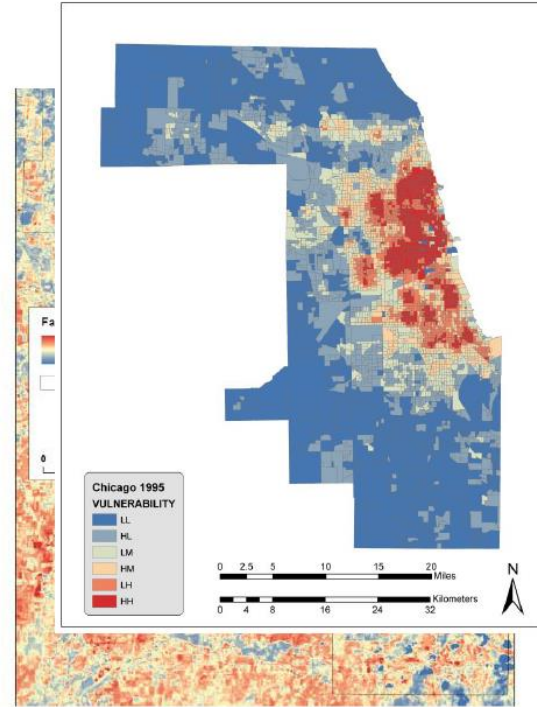 Fa
0
Chicago 1995
VULNERABILITY
LL
HL
LM
HM
LH
HH
0 2.5 5 10 15 20
Miles
0 4 8 16 24 32
Kilometers
N